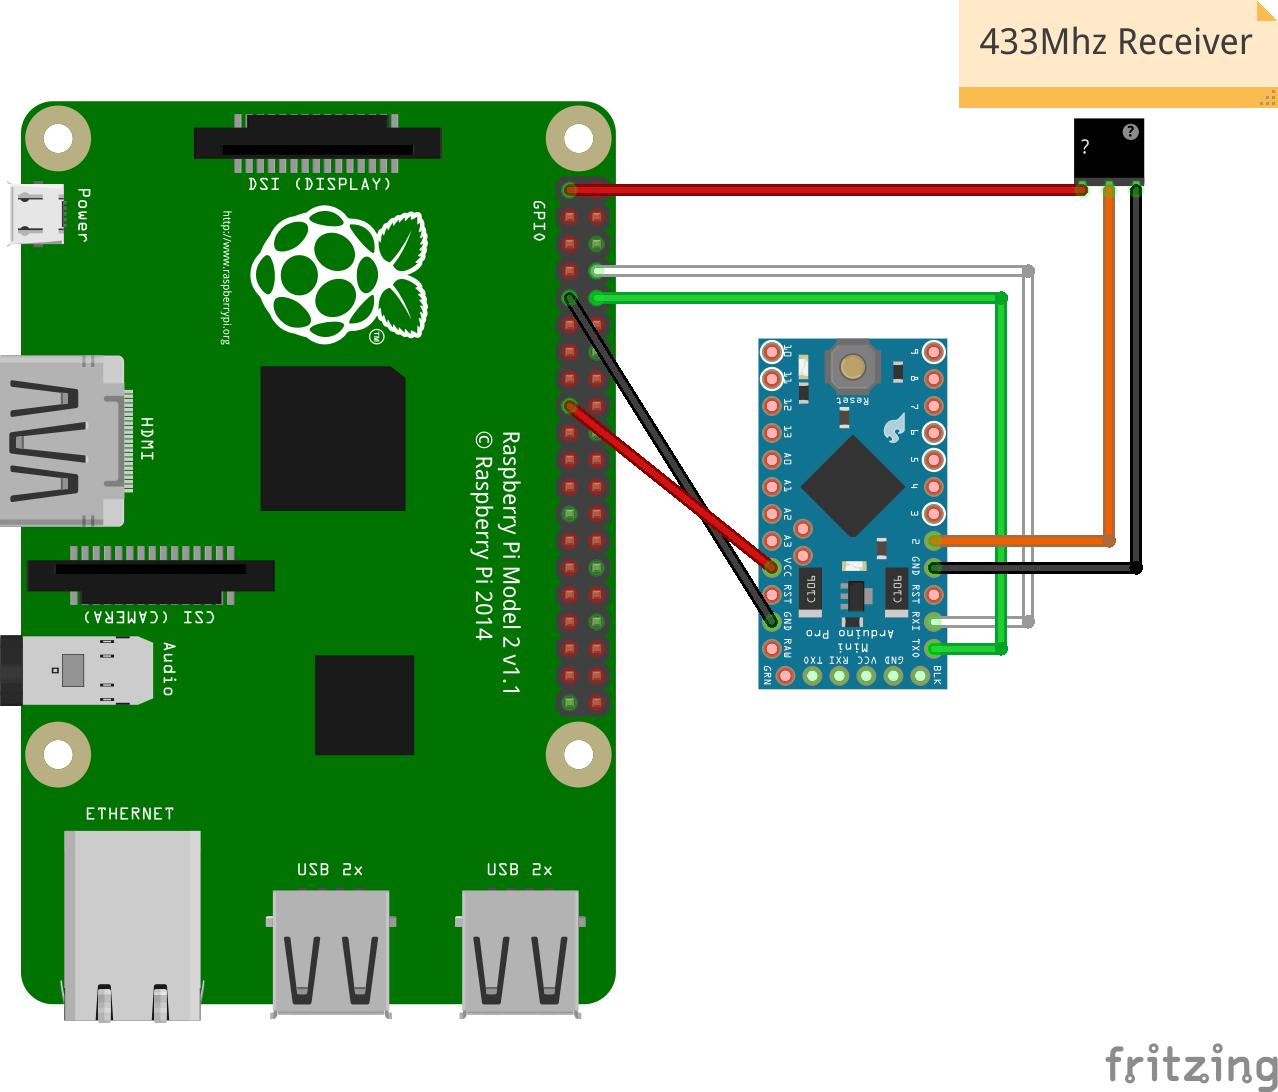 433Mhz Receiver
?
?
DSI (DISPLAY)
Power
GPIO
http://www.raspberrypi.org
TM
HDMI
Raspberry Pi Model 2 v1.1
© Raspberry Pi 2014
CSI (CAMERA)
Audio
ETHERNET
USB 2x
USB 2x
10
11
12
13
A0
A1
A2
A3
VCC
RST
GND
RAW
Reset
9
8
7
6
5
4
3
2
GND
RST
RXI
TXO
Arduino Pro
Mini
GRN
TXO RXI VCC GND
BLK
fritzing